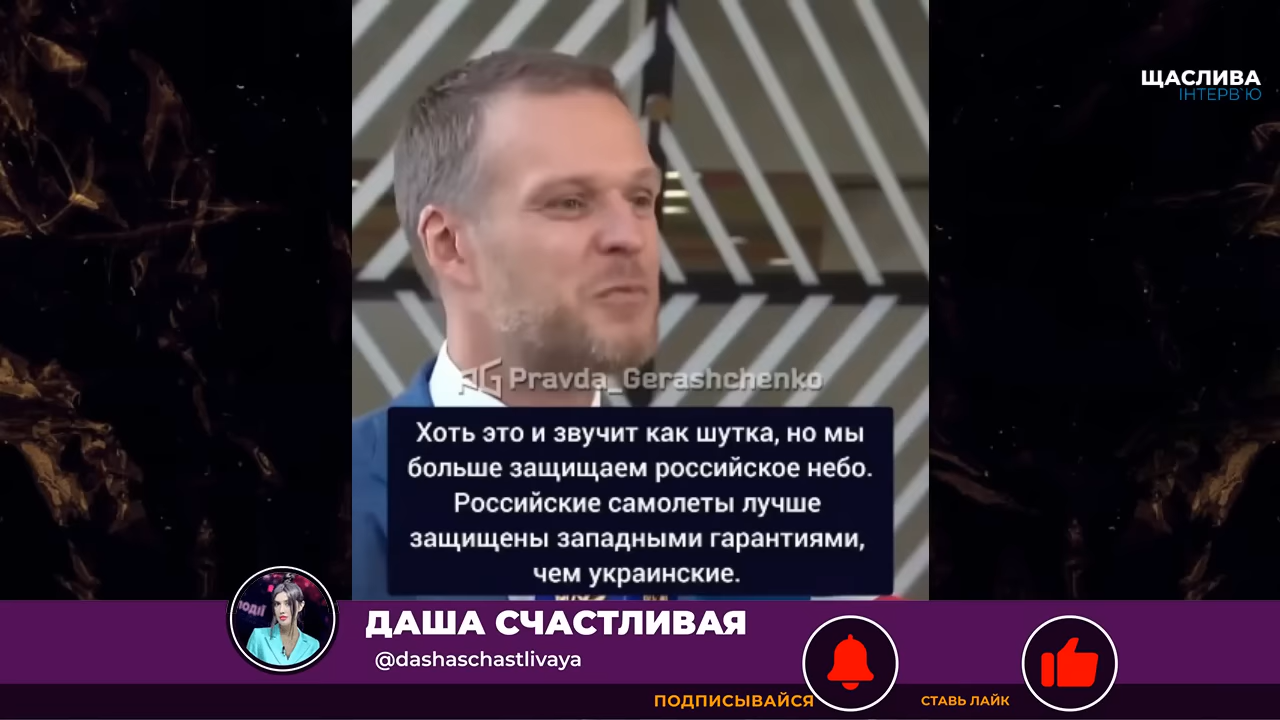 ЩАСЛИВА
ІНТЕРВ`Ю
Pravda_Gerashchenko
Хоть это и звучит как шутка, но мы
больше защищаем российское небо.
Российские самолеты лучше
защищены западными гарантиями,
чем украинские.
ПОДІЇ
ДАША СЧАСТЛИВАЯ
@dashaschastlivaya
ПОДПИСЫВАЙСЯ
СТАВЬ ЛАЙК